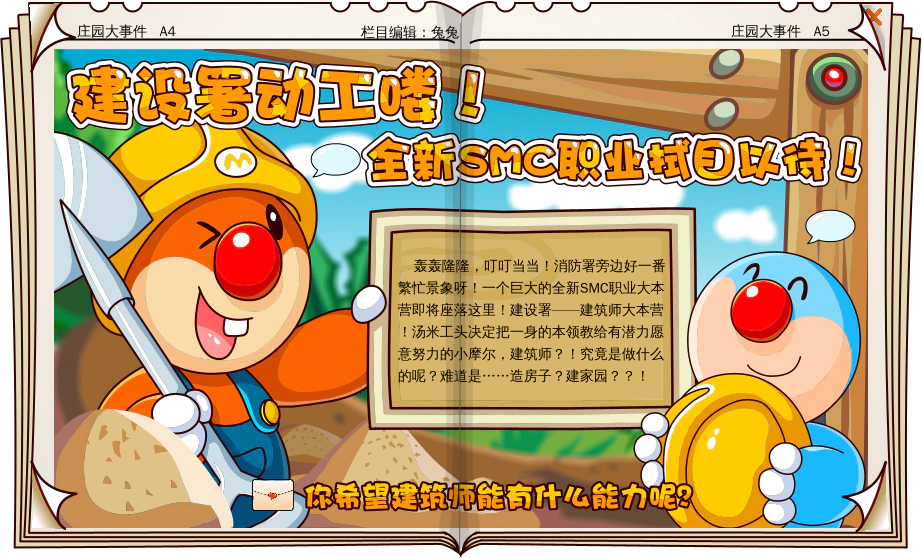 庄园大事件 A4
栏目编辑：兔兔
庄园大事件 A5
建设署动工喽！
全新SMC职业拭目以待！
轰轰隆隆，叮叮当当！消防署旁边好一番
繁忙景象呀！一个巨大的全新SMC职业大本
营即将座落这里！建设署——建筑师大本营
！汤米工头决定把一身的本领教给有潜力愿
意努力的小摩尔，建筑师？！究竟是做什么
的呢？难道是……造房子？建家园？？！
你希望建筑师能有什么能力呢？